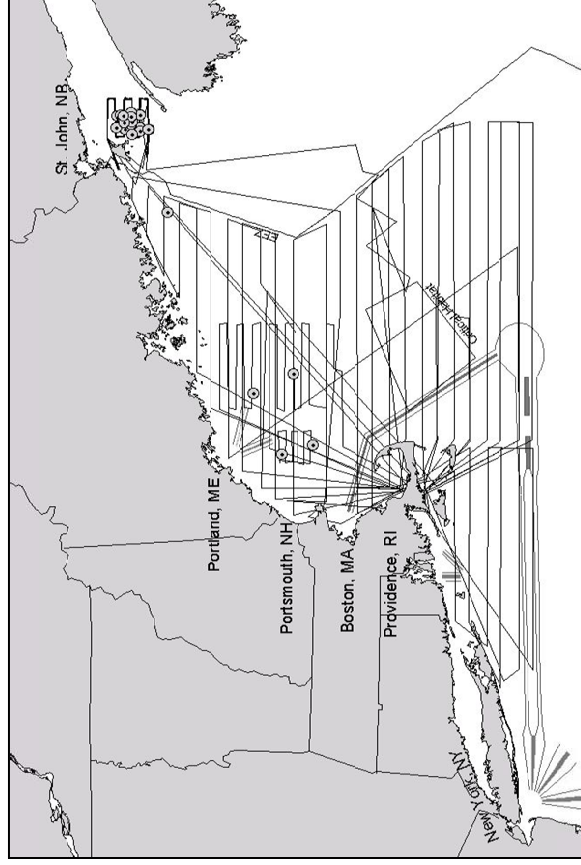 St. John, NB
EEZ
Critical Habitat
Portland, ME
Portsmouth, NH
Boston, MA
Providence, RI
New York, NY